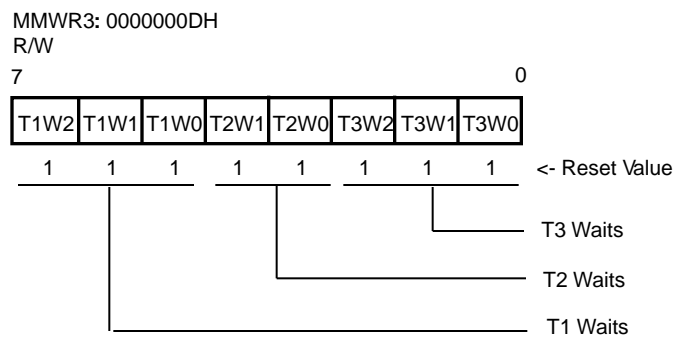 MMWR3: 0000000DH
R/W
7 0
T1W2 T1W1 T1W0 T2W1 T2W0 T3W2 T3W1 T3W0
1 1 1 1 1 1 1 1 <- Reset Value
T3 Waits
T2 Waits
T1 Waits